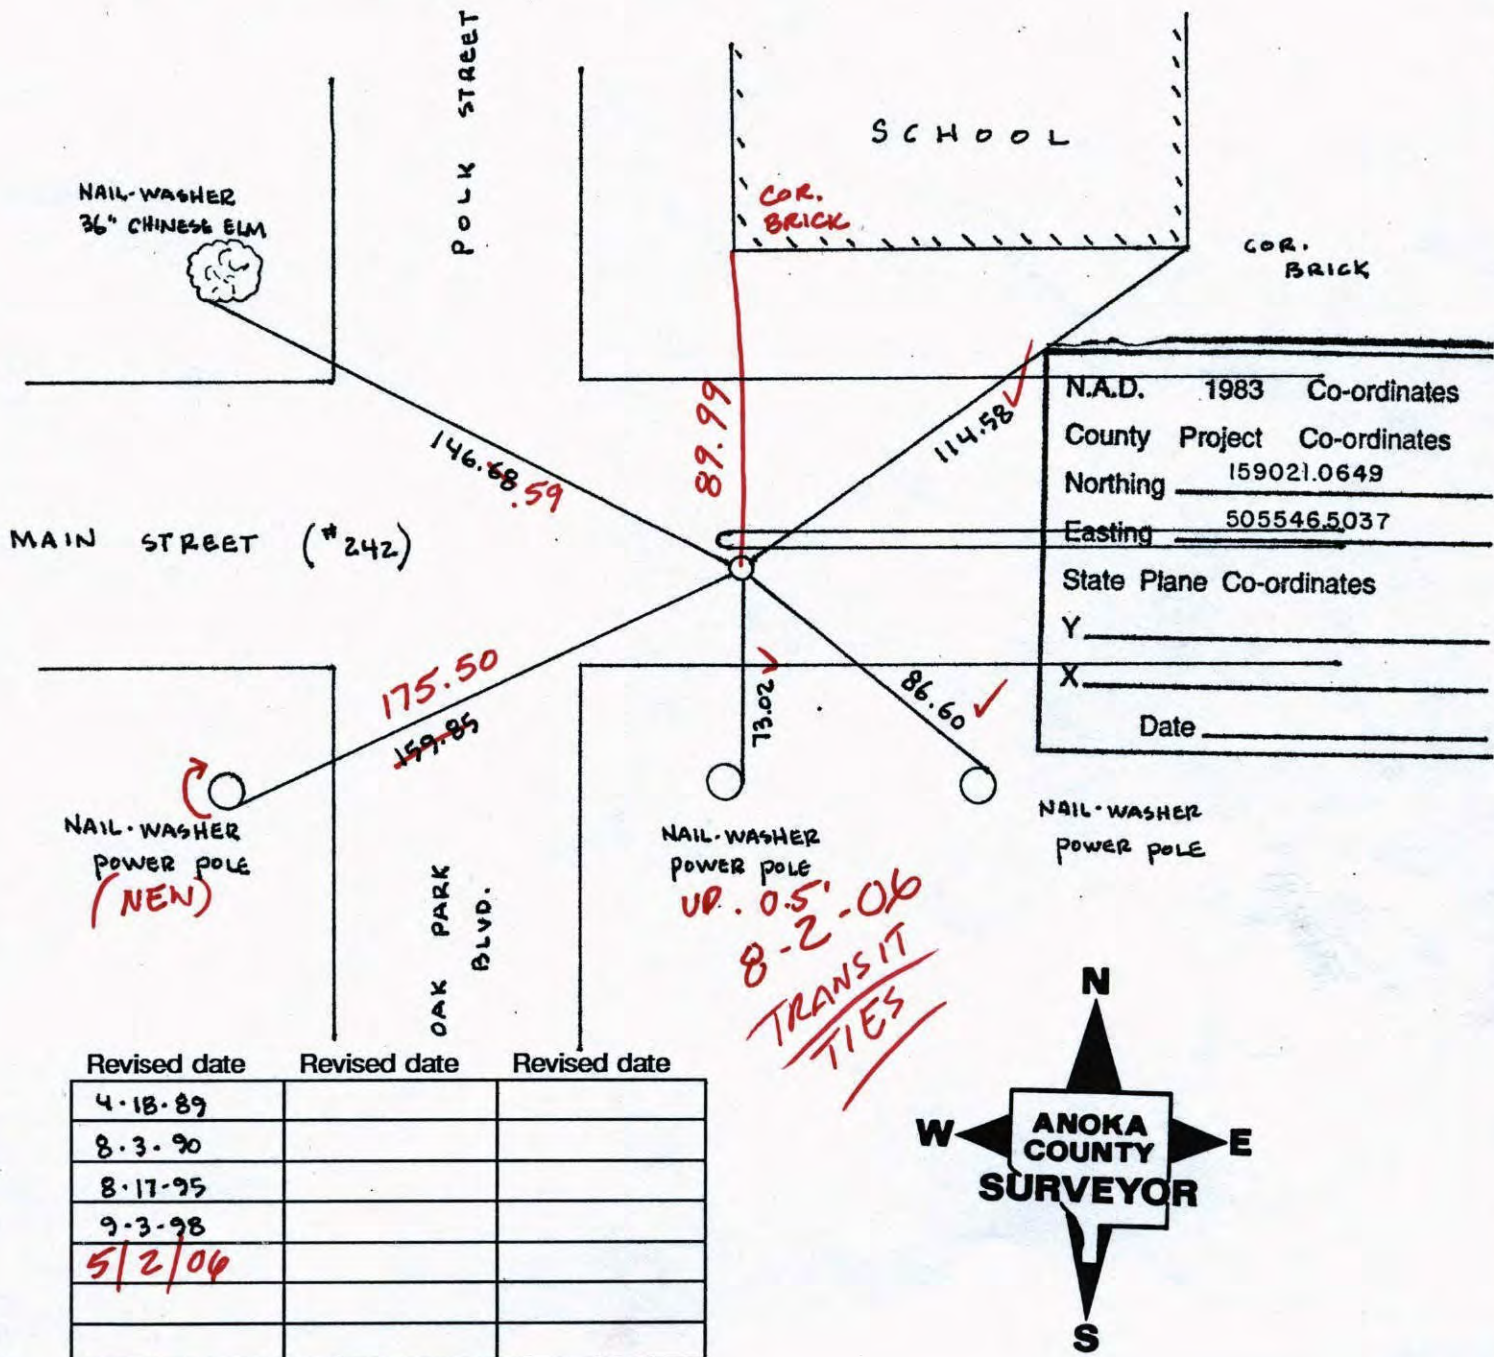 POLK STREET
SCHOOL
NAIL-WASHER
36" CHINESE ELM
COR.
BRICK
COR.
BRICK
N.A.D. 1983 Co-ordinates
County Project Co-ordinates
Northing 159021.0649
Easting 505546.5037
State Plane Co-ordinates
Y
X
Date
89.99
114.58
146.68
.59
MAIN STREET (#242)
175.50
159.85
73.02
86.60
NAIL-WASHER
POWER POLE
(NEW)
NAIL-WASHER
POWER POLE
UP. 0.5'
8-2-06
TRANSIT
TIES
NAIL-WASHER
POWER POLE
OAK PARK
BLVD.
Revised date Revised date Revised date
4-18-89
8-3-90
8-17-95
9-3-98
5/2/06
N
W
E
S
ANOKA
COUNTY
SURVEYOR